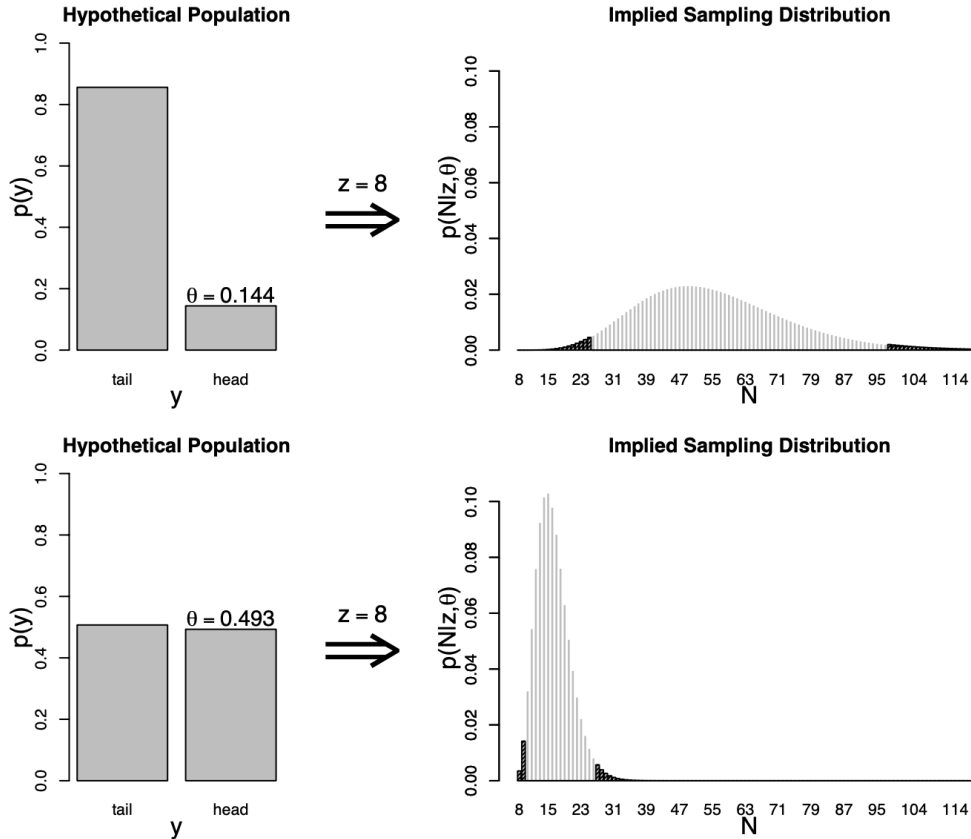 Hypothetical Population
Implied Sampling Distribution
p(y)
0.0 0.2 0.4 0.6 0.8 1.0
θ = 0.144
tail head
y
z = 8
p(N|z,θ)
0.00 0.02 0.04 0.06 0.08 0.10
8 15 23 31 39 47 55 63 71 79 87 95 104 114
N
Hypothetical Population
Implied Sampling Distribution
p(y)
0.0 0.2 0.4 0.6 0.8 1.0
θ = 0.493
tail head
y
z = 8
p(N|z,θ)
0.00 0.02 0.04 0.06 0.08 0.10
8 15 23 31 39 47 55 63 71 79 87 95 104 114
N